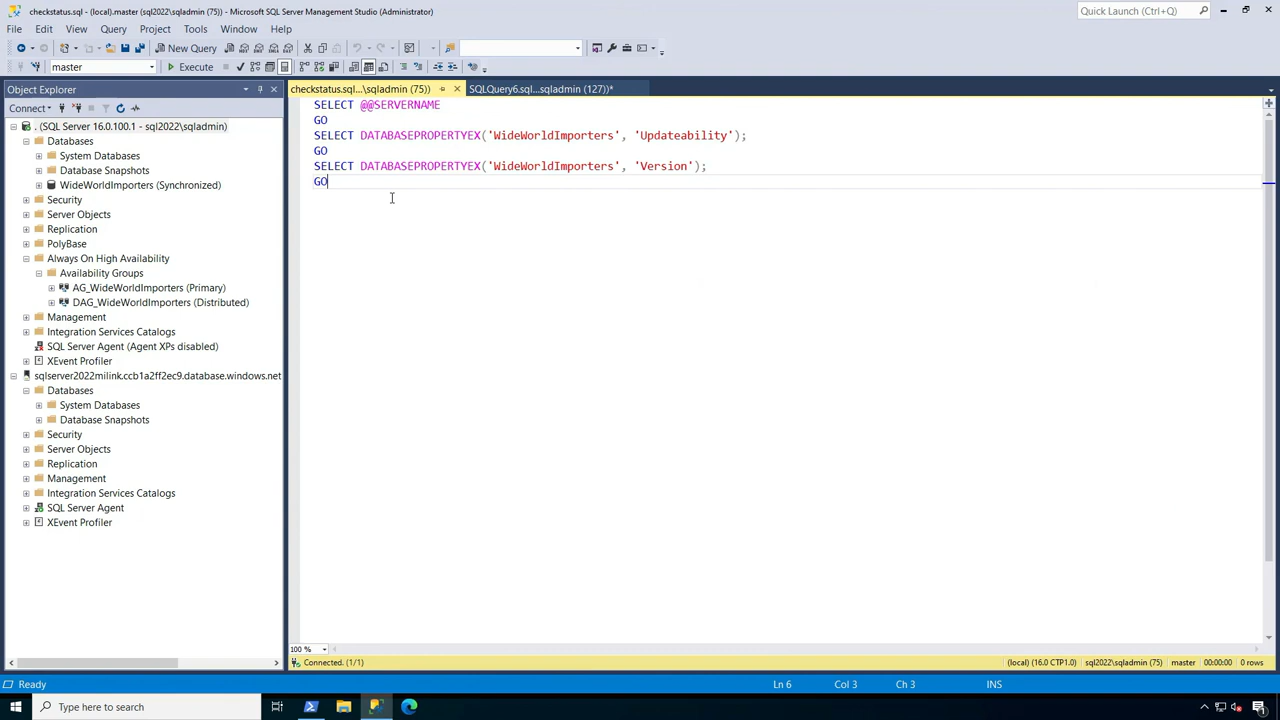 checkstatus.sql - (local).master (sql2022\sqladmin (75)) - Microsoft SQL Server Management Studio (Administrator)
Quick Launch (Ctrl+Q)
File Edit View Query Project Tools Window Help
New Query
MDX DMX XMLA DAX
master Execute
Object Explorer
checkstatus.sql...\sqladmin (75)) SQLQuery6.sql...sqladmin (127))*
Connect
. (SQL Server 16.0.100.1 - sql2022\sqladmin)
Databases
System Databases
Database Snapshots
WideWorldImporters (Synchronized)
Security
Server Objects
Replication
PolyBase
Always On High Availability
Availability Groups
AG_WideWorldImporters (Primary)
DAG_WideWorldImporters (Distributed)
Management
Integration Services Catalogs
SQL Server Agent (Agent XPs disabled)
XEvent Profiler
sqlserver2022milink.ccb1a2ff2ec9.database.windows.net
Databases
System Databases
Database Snapshots
Security
Server Objects
Replication
Management
Integration Services Catalogs
SQL Server Agent
XEvent Profiler
SELECT @@SERVERNAME
GO
SELECT DATABASEPROPERTYEX('WideWorldImporters', 'Updateability');
GO
SELECT DATABASEPROPERTYEX('WideWorldImporters', 'Version');
GO
100 %
Connected. (1/1) (local) (16.0 CTP1.0) sql2022\sqladmin (75) master 00:00:00 0 rows
Ready Ln 6 Col 3 Ch 3 INS
Type here to search
1